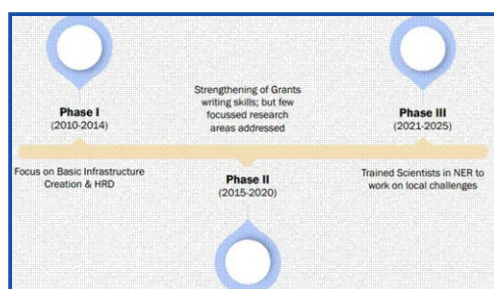 Phase I
(2010-2014)
Focus on Basic Infrastructure
Creation & HRD
Strengthening of Grants
writing skills; but few
focussed research
areas addressed
Phase II
(2015-2020)
Phase III
(2021-2025)
Trained Scientists in NER to
work on local challenges